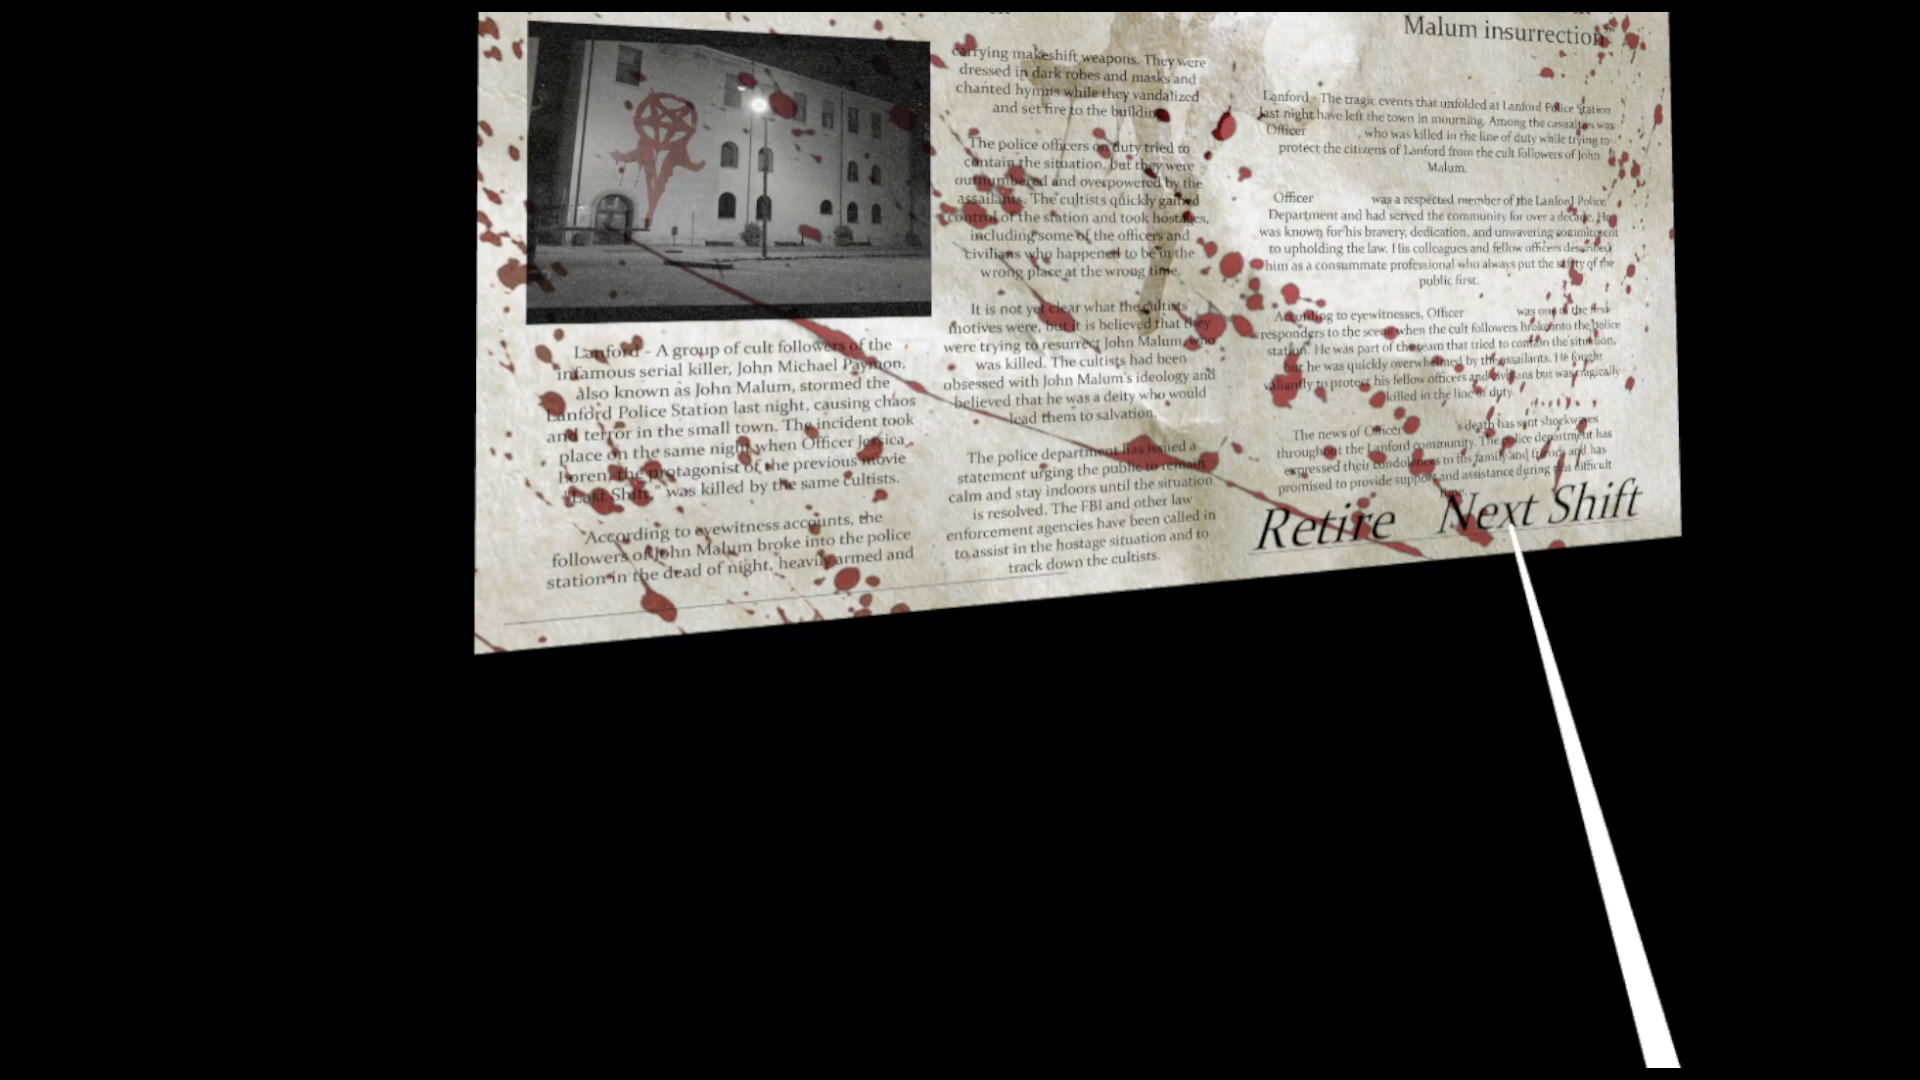 Lanford - A group of cult followers of the
infamous serial killer, John Michael Paymon,
also known as John Malum, stormed the
Lanford Police Station last night, causing chaos
and terror in the small town. The incident took
place on the same night when Officer Jessica
Loren, the protagonist of the previous movie
"Last Shift," was killed by the same cultists.
"According to eyewitness accounts, the
followers of John Malum broke into the police
station in the dead of night, heavily armed and
carrying makeshift weapons. They were
dressed in dark robes and masks and
chanted hymns while they vandalized
and set fire to the building.
The police officers on duty tried to
contain the situation, but they were
outnumbered and overpowered by the
assailants. The cultists quickly gained
control of the station and took hostages,
including some of the officers and
civilians who happened to be in the
wrong place at the wrong time.
It is not yet clear what the cultists
motives were, but it is believed that they
were trying to resurrect John Malum, who
was killed. The cultists had been
obsessed with John Malum's ideology and
believed that he was a deity who would
lead them to salvation.
The police department has issued a
statement urging the public to remain
calm and stay indoors until the situation
is resolved. The FBI and other law
enforcement agencies have been called in
to assist in the hostage situation and to
track down the cultists.
Malum insurrection
Lanford - The tragic events that unfolded at Lanford Police Station
last night have left the town in mourning. Among the casualties was
Officer , who was killed in the line of duty while trying to
protect the citizens of Lanford from the cult followers of John
Malum.
Officer was a respected member of the Lanford Police
Department and had served the community for over a decade. He
was known for his bravery, dedication, and unwavering commitment
to upholding the law. His colleagues and fellow officers described
him as a consummate professional who always put the safety of the
public first.
According to eyewitnesses, Officer was one of the first
responders to the scene when the cult followers broke into the police
station. He was part of the team that tried to contain the situation,
but he was quickly overwhelmed by the assailants. He fought
valiantly to protect his fellow officers and civilians but was tragically
killed in the line of duty.
The news of Officer 's death has sent shockwaves
throughout the Lanford community. The police department has
expressed their condolences to his family and friends and has
promised to provide support and assistance during this difficult
time.
Retire Next Shift